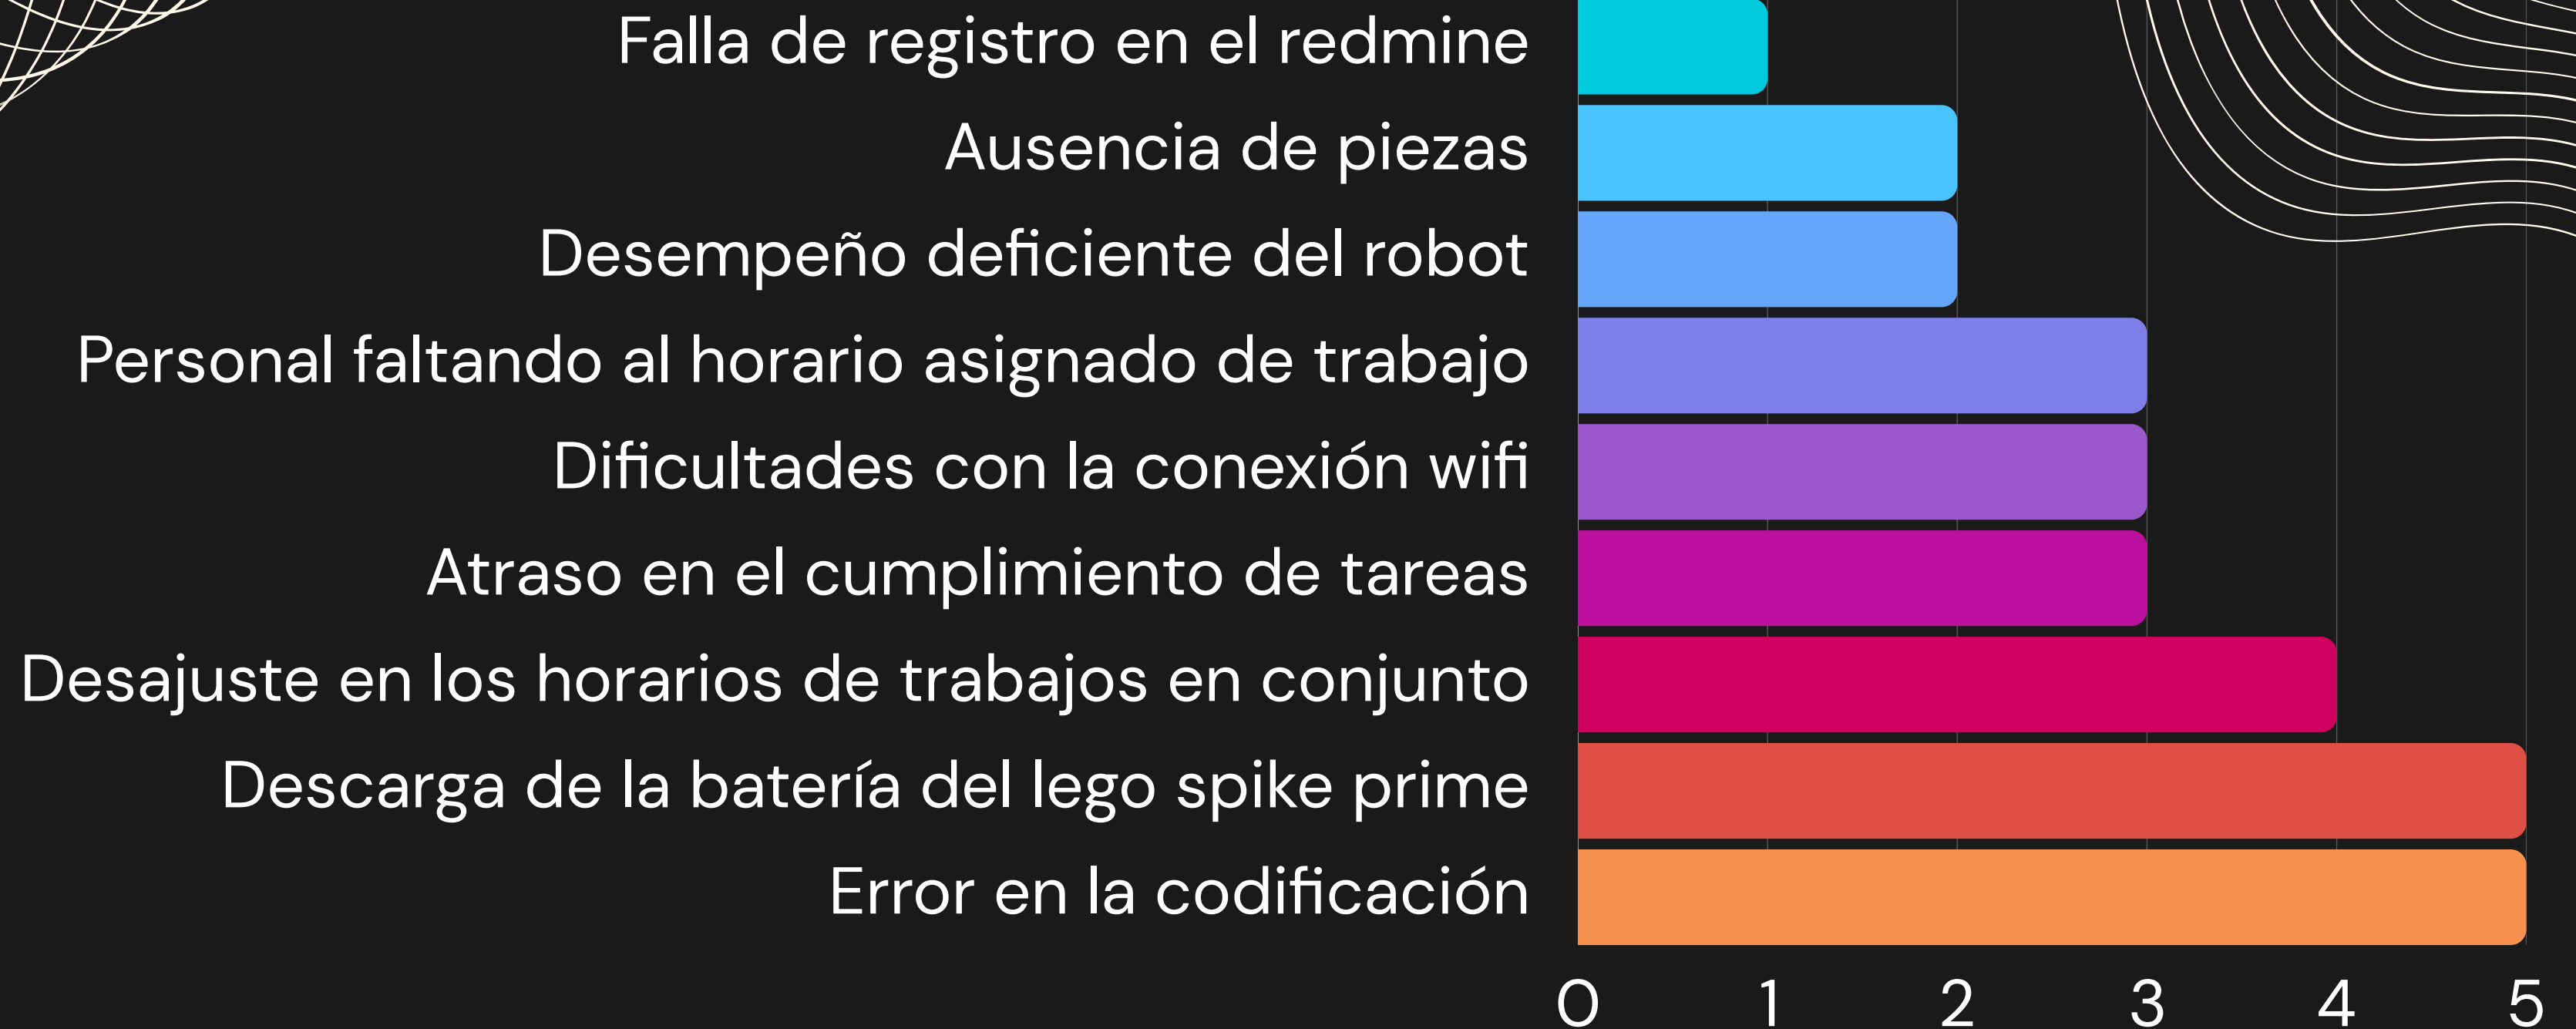 Falla de registro en el redmine
Ausencia de piezas
Desempeño deficiente del robot
Personal faltando al horario asignado de trabajo
Dificultades con la conexión wifi
Atraso en el cumplimiento de tareas
Desajuste en los horarios de trabajos en conjunto
Descarga de la batería del lego spike prime
Error en la codificación
0 1 2 3 4 5